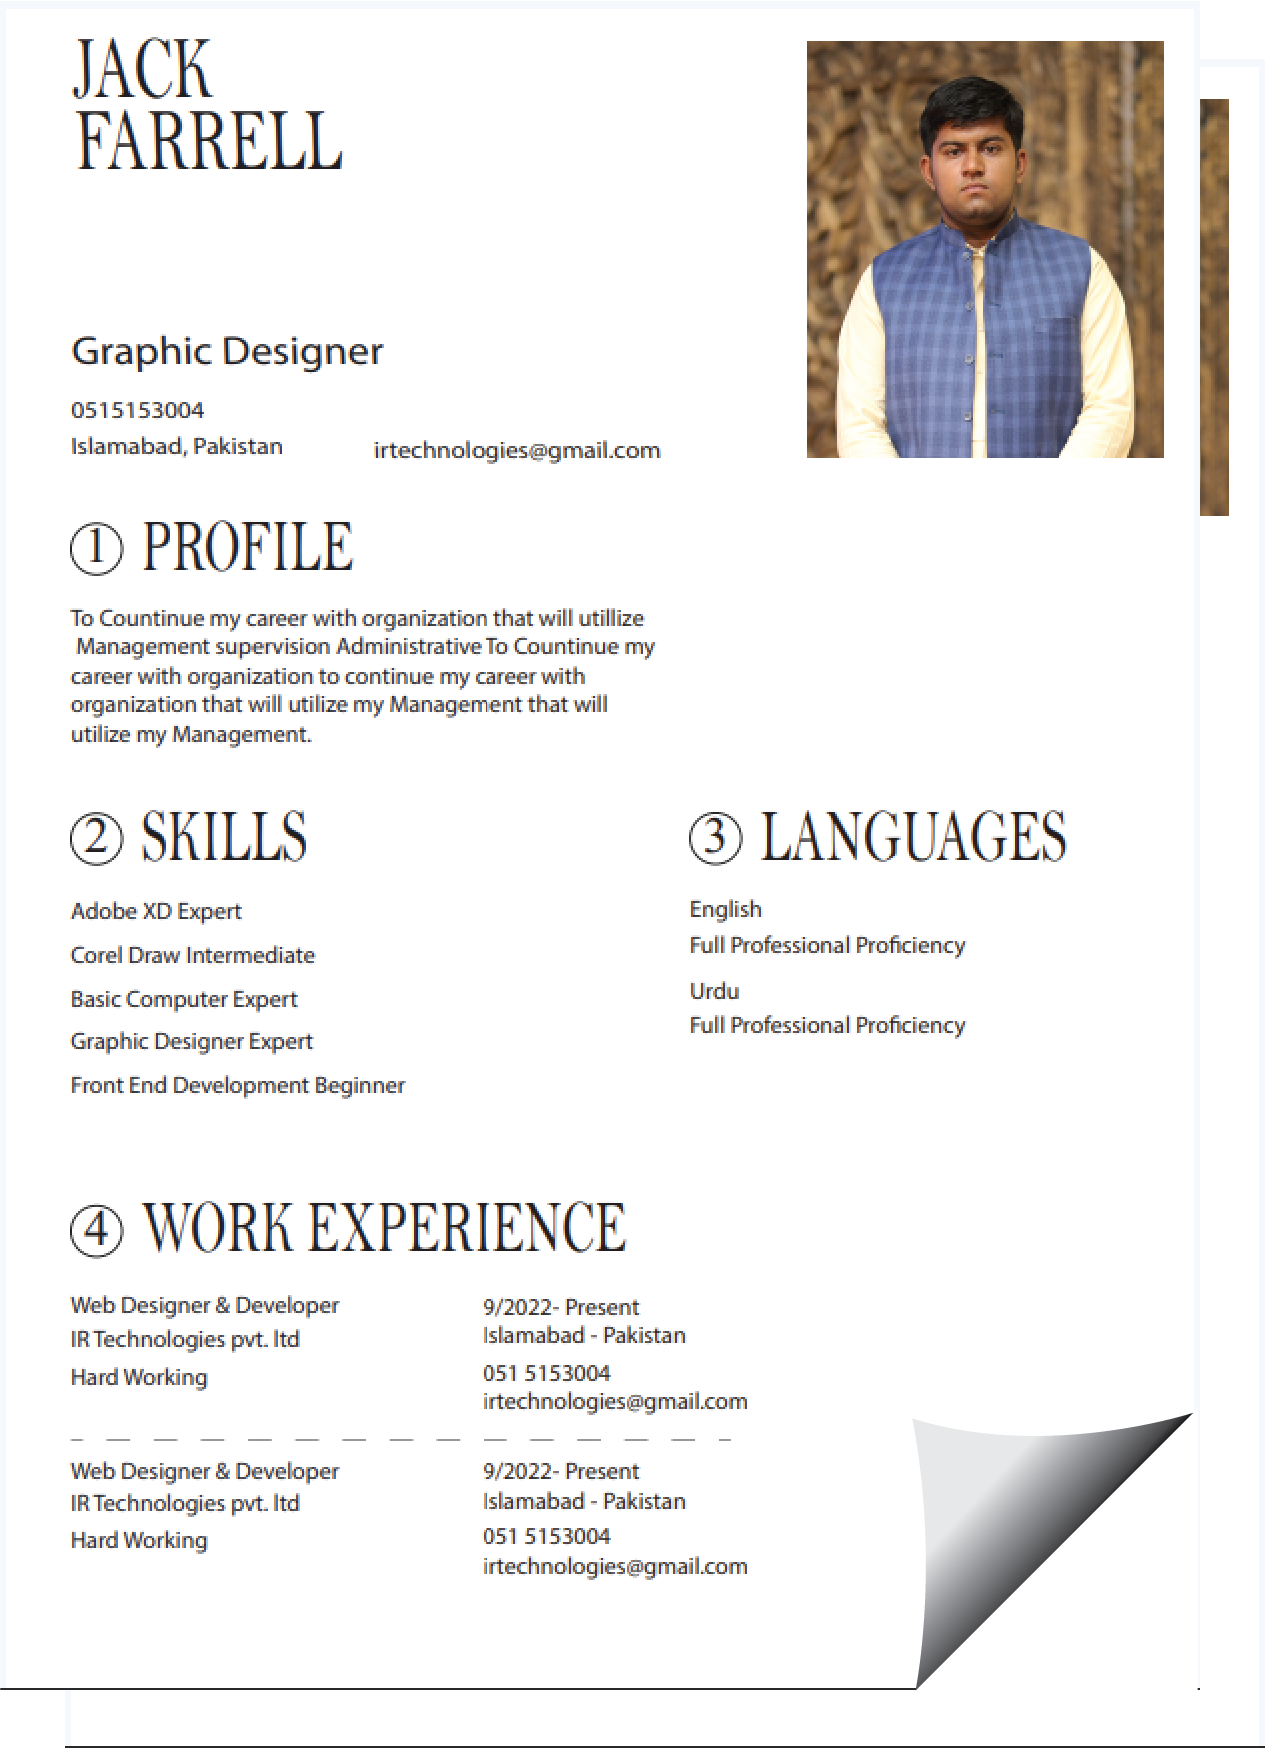 JACK
FARRELL
Graphic Designer
0515153004
Islamabad, Pakistan
irtechnologies@gmail.com
1 PROFILE
To Countinue my career with organization that will utillize
Management supervision Administrative To Countinue my
career with organization to continue my career with
organization that will utilize my Management that will
utilize my Management.
2 SKILLS
Adobe XD Expert
Corel Draw Intermediate
Basic Computer Expert
Graphic Designer Expert
Front End Development Beginner
3 LANGUAGES
English
Full Professional Proficiency
Urdu
Full Professional Proficiency
4 WORK EXPERIENCE
Web Designer & Developer
IR Technologies pvt. ltd
Hard Working
9/2022- Present
Islamabad - Pakistan
051 5153004
irtechnologies@gmail.com
Web Designer & Developer
IR Technologies pvt. ltd
Hard Working
9/2022- Present
Islamabad - Pakistan
051 5153004
irtechnologies@gmail.com